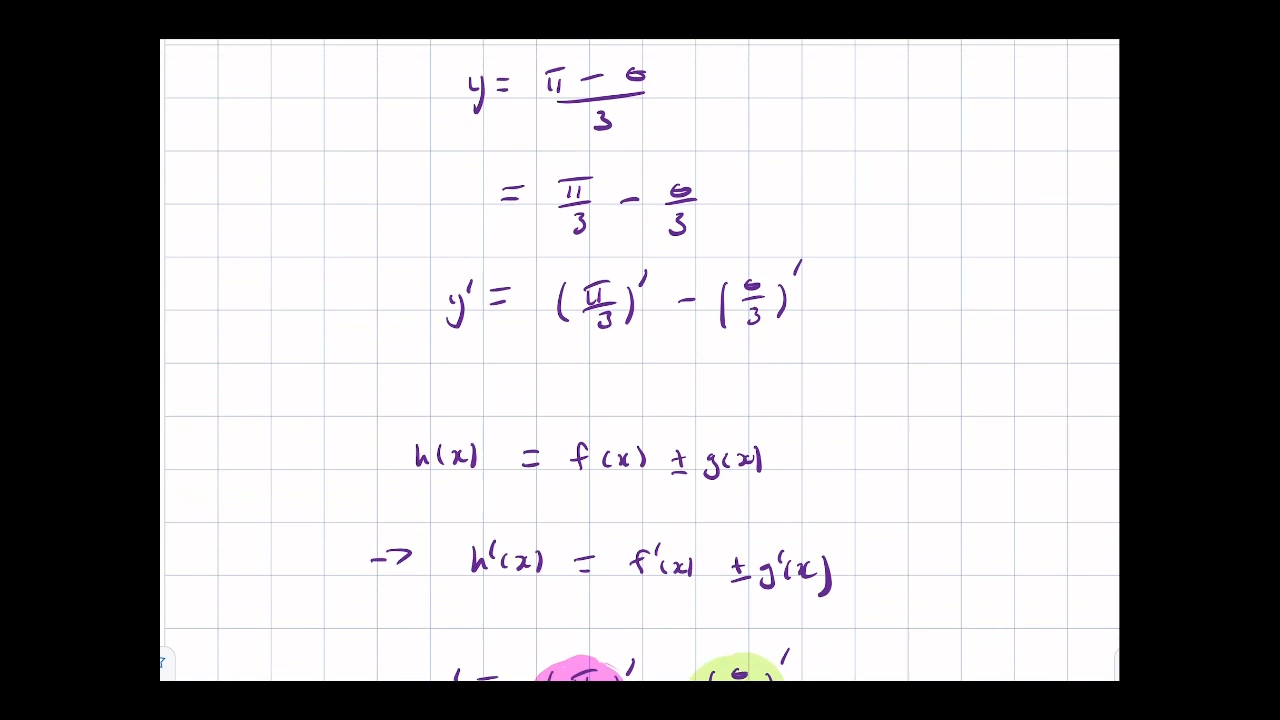 y = π - θ / 3
= π/3 - θ/3
y' = (π/3)' - (θ/3)'
h(x) = f(x) ± g(x)
-> h'(x) = f'(x) ± g'(x)